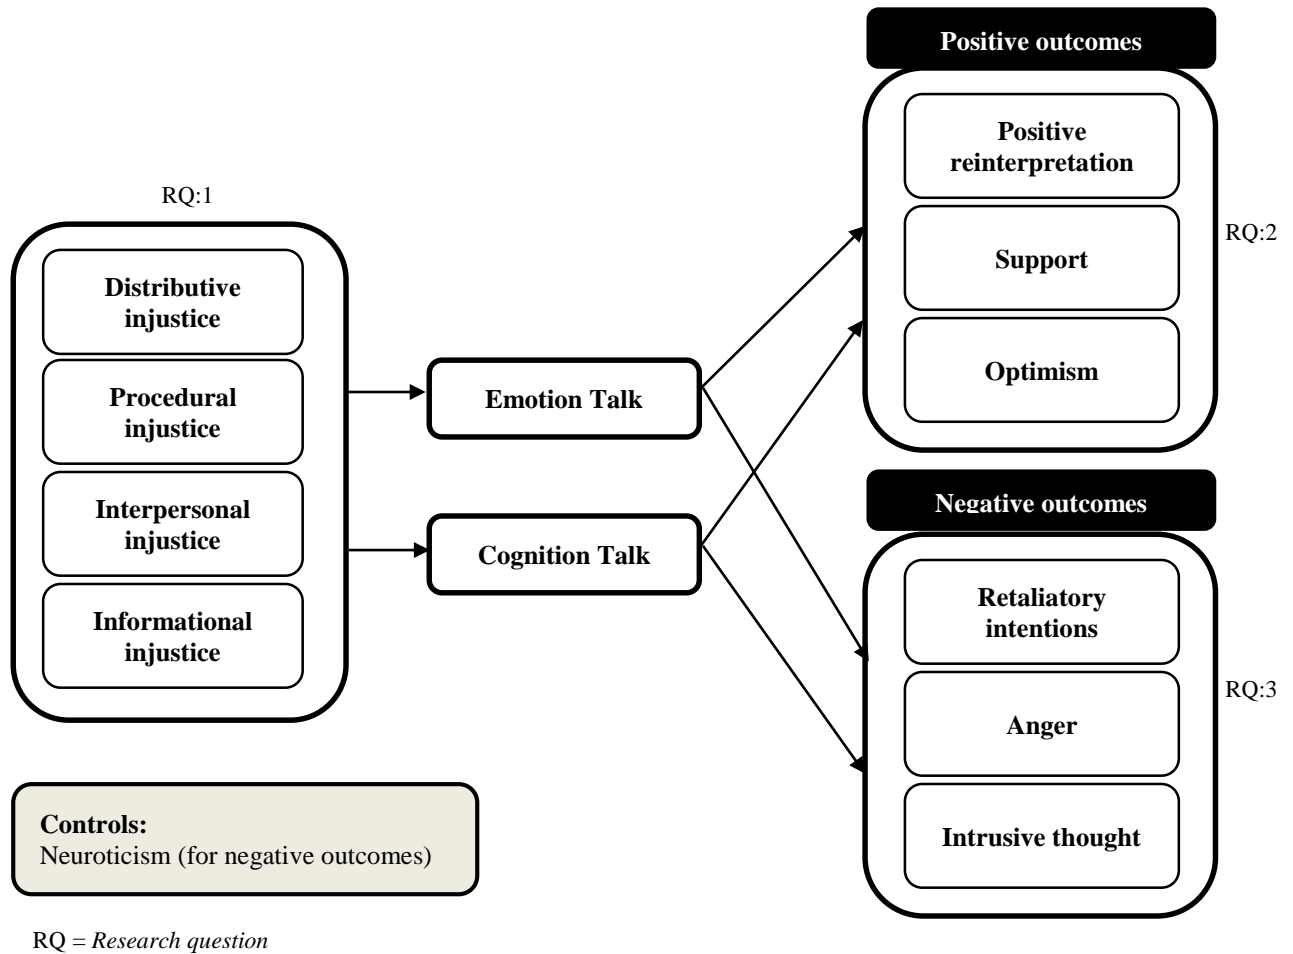 RQ:1
Distributive
injustice
Procedural
injustice
Interpersonal
injustice
Informational
injustice
Emotion Talk
Cognition Talk
Positive outcomes
Positive
reinterpretation
Support
Optimism
RQ:2
Negative outcomes
Retaliatory
intentions
Anger
Intrusive thought
RQ:3
Controls:
Neuroticism (for negative outcomes)
RQ = Research question